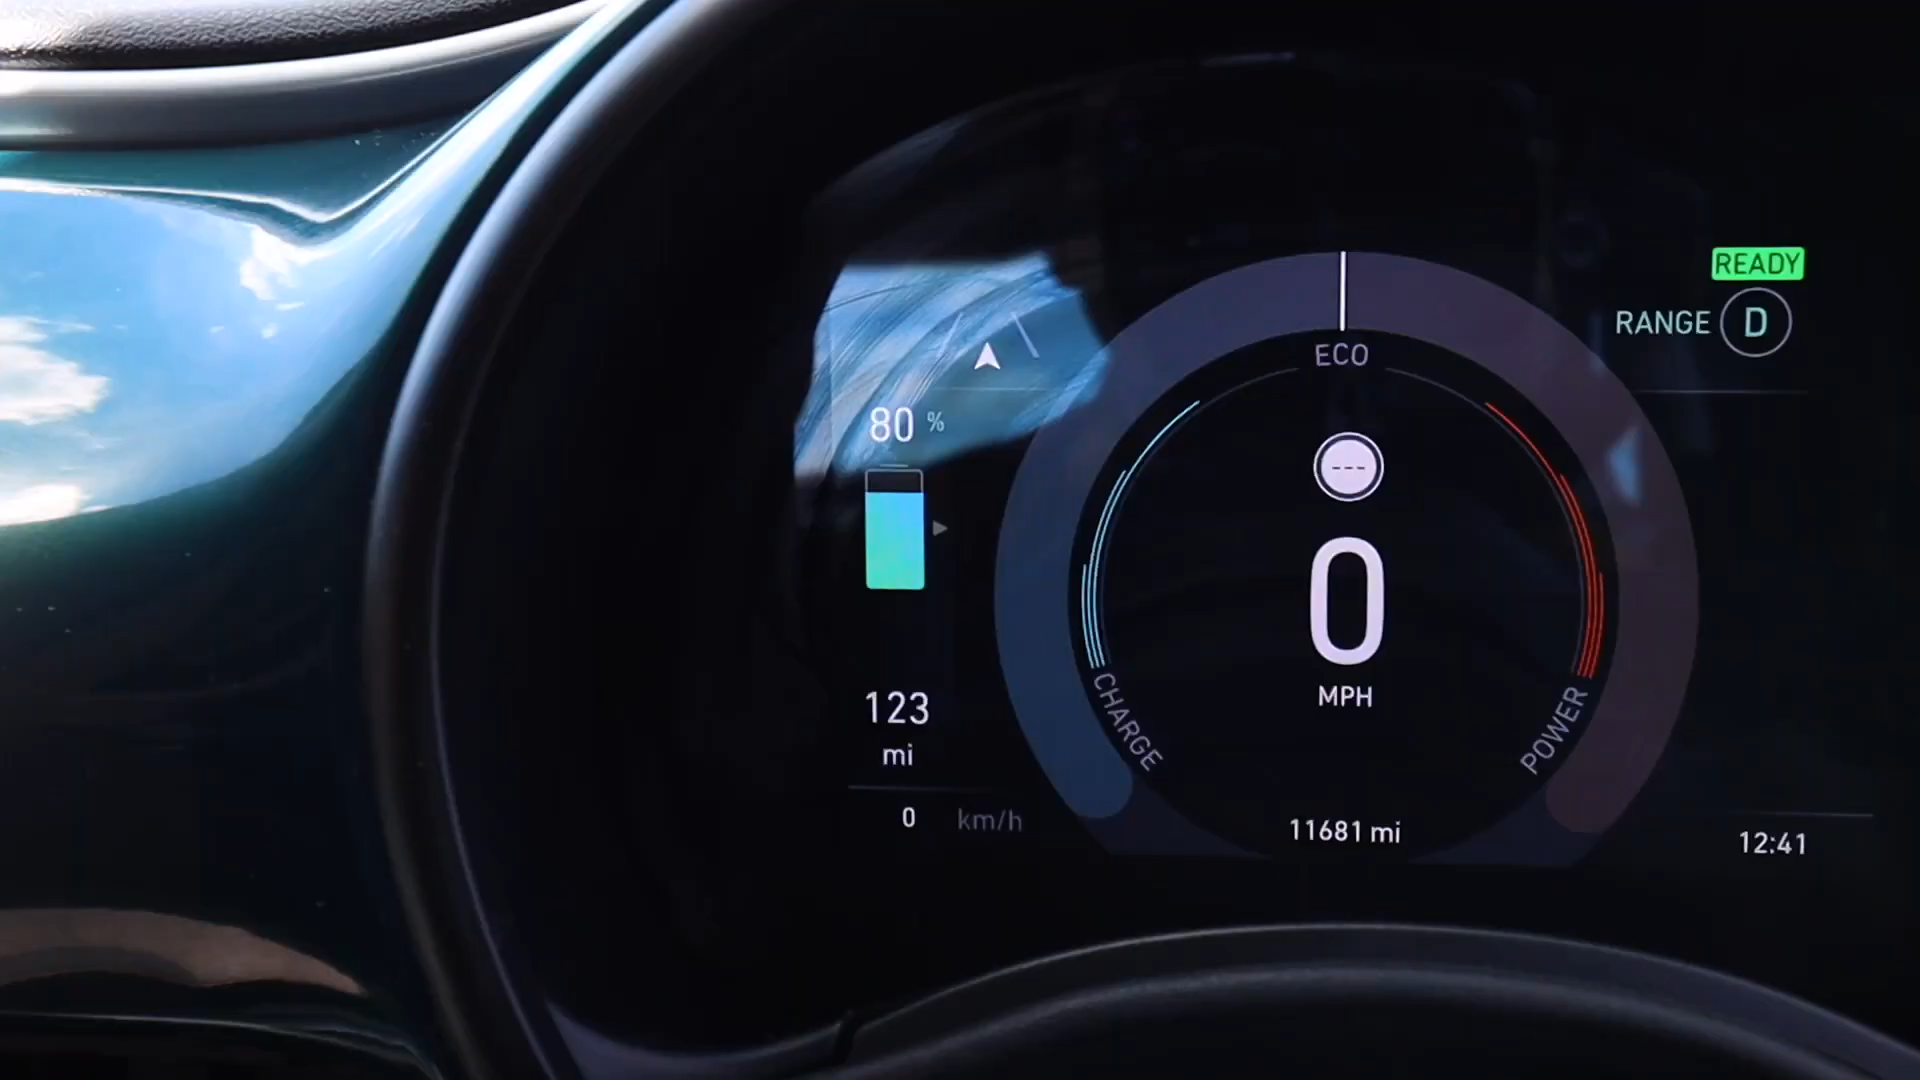 READY
RANGE D
ECO
80 %
---
0
MPH
123
mi
CHARGE
POWER
0 km/h
11681 mi
12:41